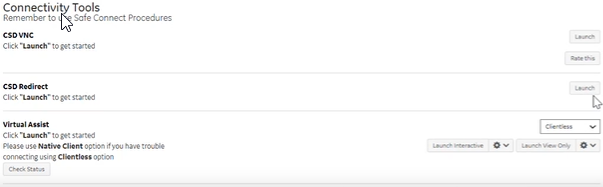 Connectivity Tools
Remember to use Safe Connect Procedures
CSD VNC
Click "Launch" to get started
Launch
Rate this
CSD Redirect
Click "Launch" to get started
Launch
Virtual Assist
Click "Launch" to get started
Please use Native Client option if you have trouble
connecting using Clientless option
Clientless
Launch Interactive
Launch View Only
Check Status